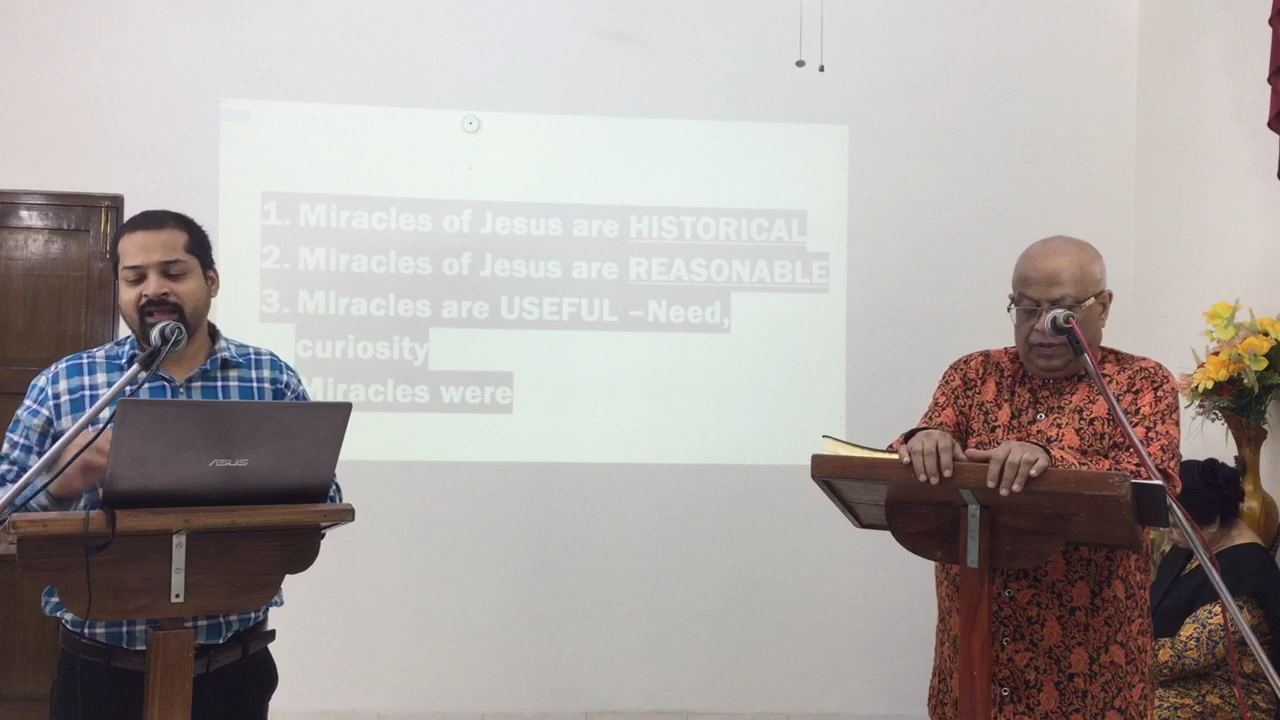 1. Miracles of Jesus are HISTORICAL
2. Miracles of Jesus are REASONABLE
3. Miracles are USEFUL –Need,
curiosity
Miracles were
ASUS